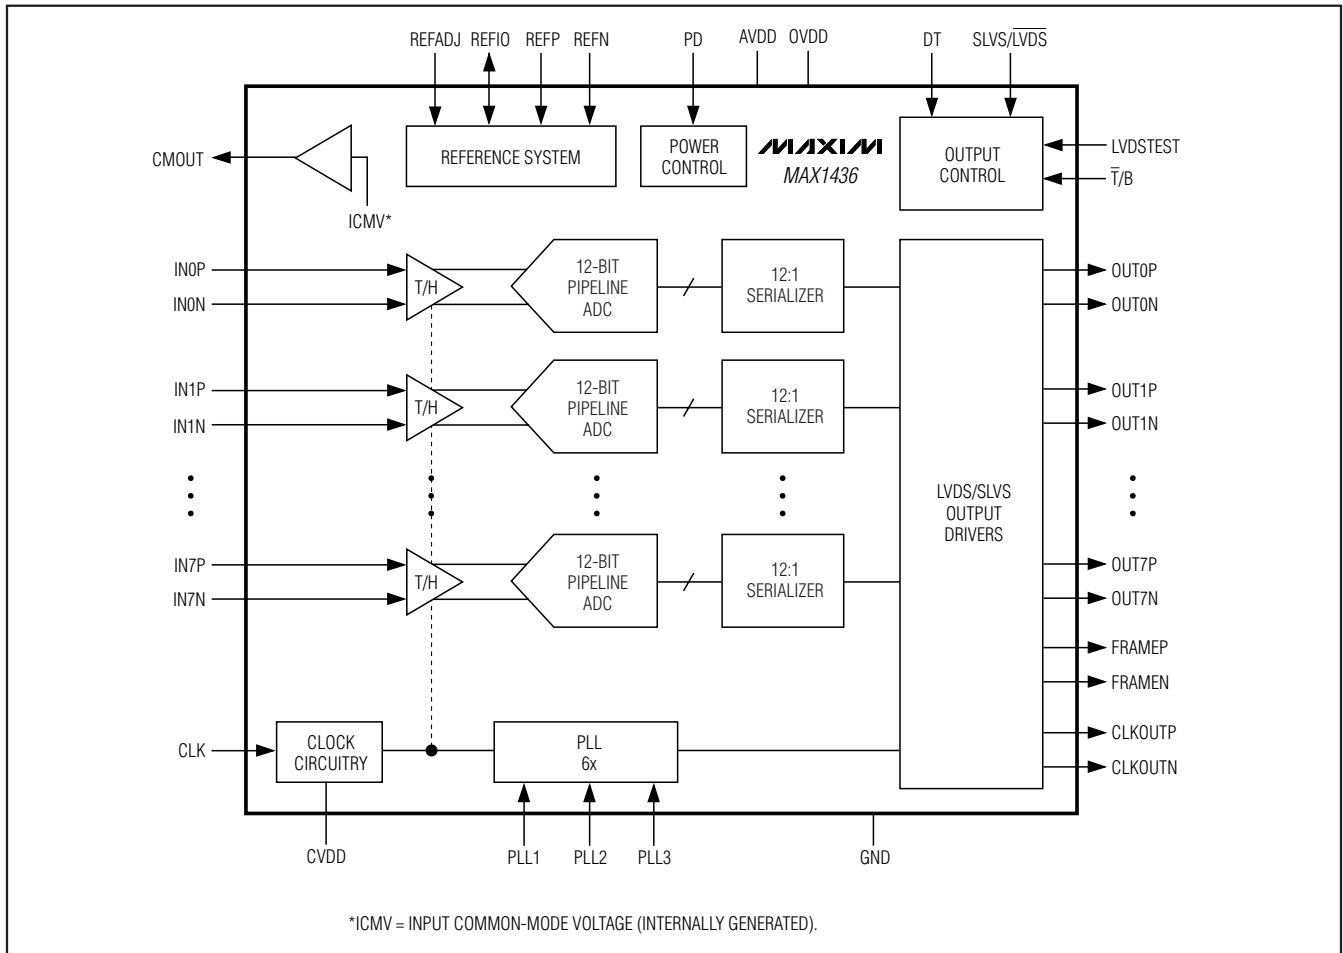 REFADJ REFIO REFP REFN PD AVDD OVDD DT SLVS/L̅V̅D̅S̅
CMOUT
ICMV*
REFERENCE SYSTEM
POWER
CONTROL
MAXIM
MAX1436
OUTPUT
CONTROL
LVDSTEST
T̅/B
IN0P
IN0N
T/H
12-BIT
PIPELINE
ADC
12:1
SERIALIZER
OUT0P
OUT0N
IN1P
IN1N
T/H
12-BIT
PIPELINE
ADC
12:1
SERIALIZER
OUT1P
OUT1N
LVDS/SLVS
OUTPUT
DRIVERS
IN7P
IN7N
T/H
12-BIT
PIPELINE
ADC
12:1
SERIALIZER
OUT7P
OUT7N
FRAMEP
FRAMEN
CLK
CLOCK
CIRCUITRY
PLL
6x
CLKOUTP
CLKOUTN
CVDD PLL1 PLL2 PLL3 GND
*ICMV = INPUT COMMON-MODE VOLTAGE (INTERNALLY GENERATED).